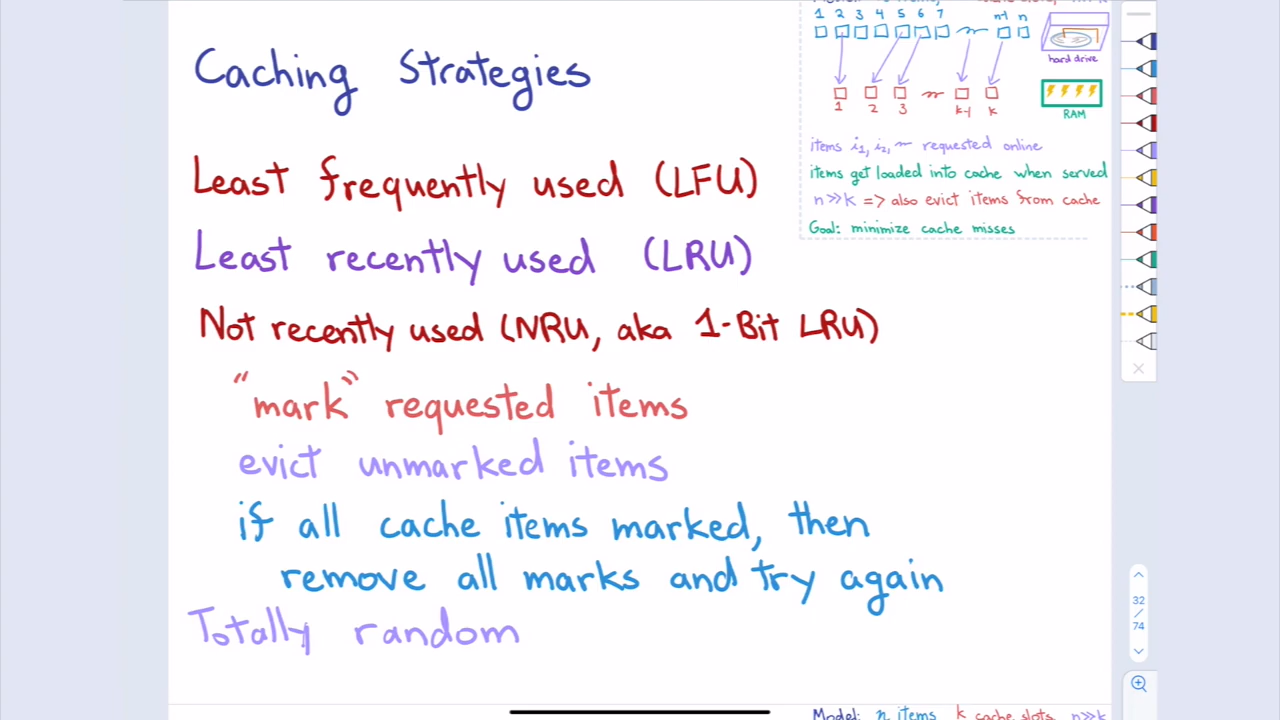 Caching Strategies
Least frequently used (LFU)
Least recently used (LRU)
Not recently used (NRU, aka 1-Bit LRU)
"mark" requested items
evict unmarked items
if all cache items marked, then
remove all marks and try again
Totally random
1 2 3 4 5 6 7 n-1 n
hard drive
1 2 3 k-1 k
RAM
items i1, i2, ~ requested online
items get loaded into cache when served
n≫k => also evict items from cache
Goal: minimize cache misses
32
/
74
Model: n items k cache slots n≫k